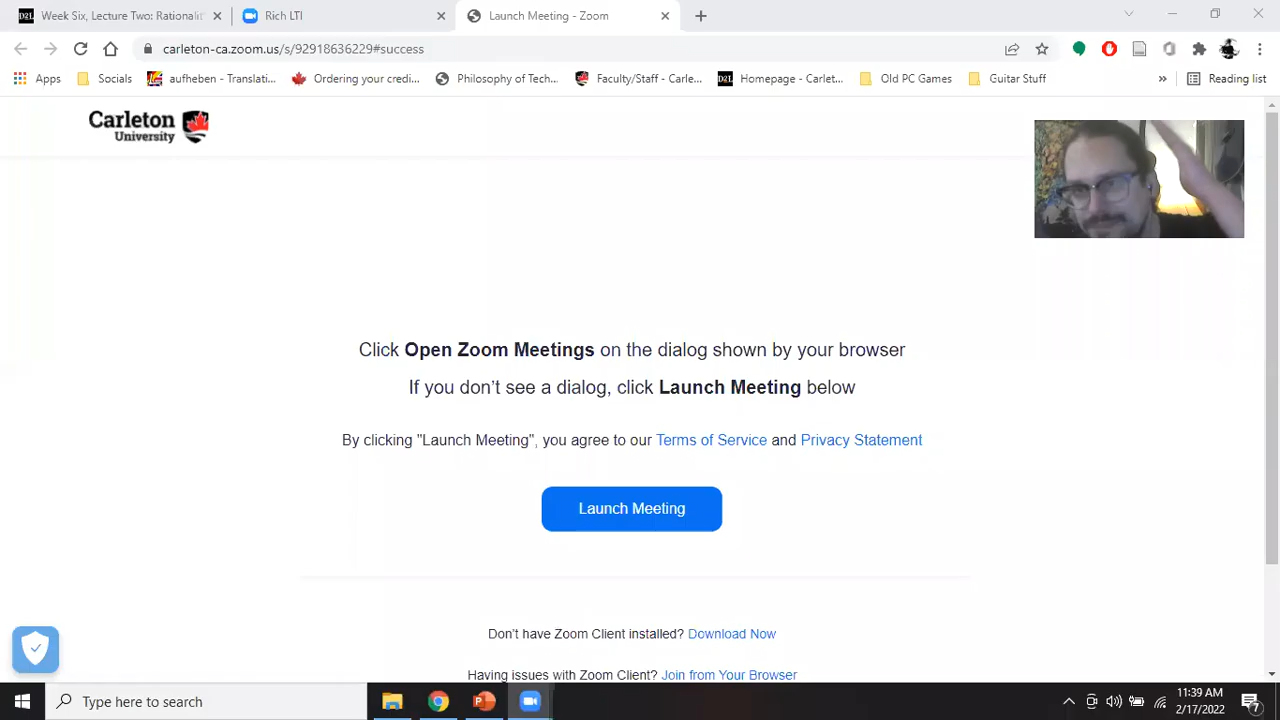 Week Six, Lecture Two: Rationalit
Rich LTI
Launch Meeting - Zoom
carleton-ca.zoom.us/s/92918636229#success
Apps
Socials
aufheben - Translati...
Ordering your credi...
Philosophy of Tech...
Faculty/Staff - Carle...
D2L
Homepage - Carlet...
Old PC Games
Guitar Stuff
»
Reading list
Carleton
University
Click Open Zoom Meetings on the dialog shown by your browser
If you don’t see a dialog, click Launch Meeting below
By clicking "Launch Meeting", you agree to our Terms of Service and Privacy Statement
Launch Meeting
Don’t have Zoom Client installed? Download Now
Having issues with Zoom Client? Join from Your Browser
Type here to search
11:39 AM
2/17/2022
7